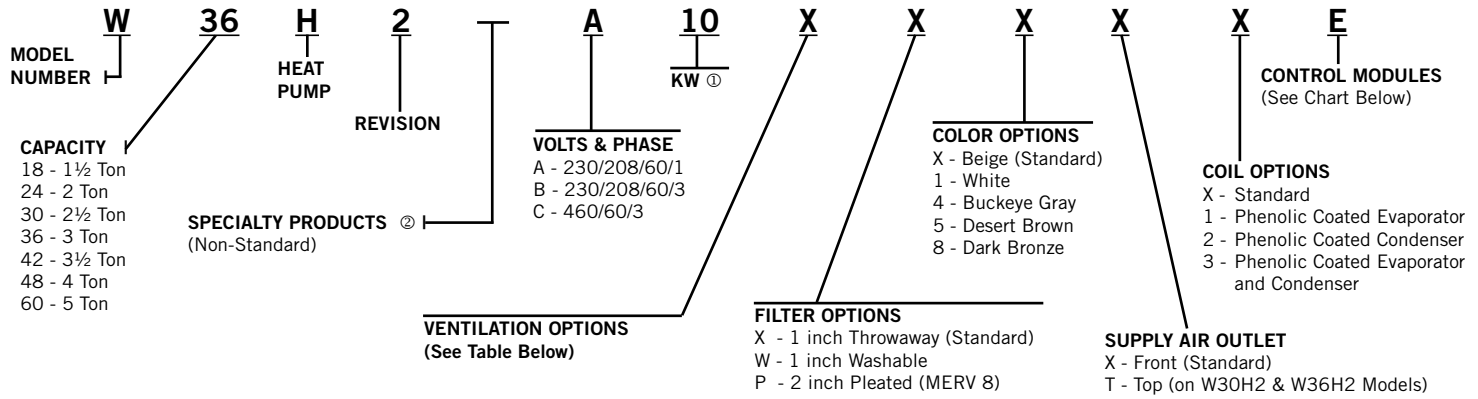 W 36 H 2 A 10 X X X X X E
MODEL
NUMBER
HEAT
PUMP
REVISION
KW ①
CONTROL MODULES
(See Chart Below)
CAPACITY
18 - 1½ Ton
24 - 2 Ton
30 - 2½ Ton
36 - 3 Ton
42 - 3½ Ton
48 - 4 Ton
60 - 5 Ton
SPECIALTY PRODUCTS ②
(Non-Standard)
VOLTS & PHASE
A - 230/208/60/1
B - 230/208/60/3
C - 460/60/3
COLOR OPTIONS
X - Beige (Standard)
1 - White
4 - Buckeye Gray
5 - Desert Brown
8 - Dark Bronze
COIL OPTIONS
X - Standard
1 - Phenolic Coated Evaporator
2 - Phenolic Coated Condenser
3 - Phenolic Coated Evaporator
and Condenser
VENTILATION OPTIONS
(See Table Below)
FILTER OPTIONS
X - 1 inch Throwaway (Standard)
W - 1 inch Washable
P - 2 inch Pleated (MERV 8)
SUPPLY AIR OUTLET
X - Front (Standard)
T - Top (on W30H2 & W36H2 Models)